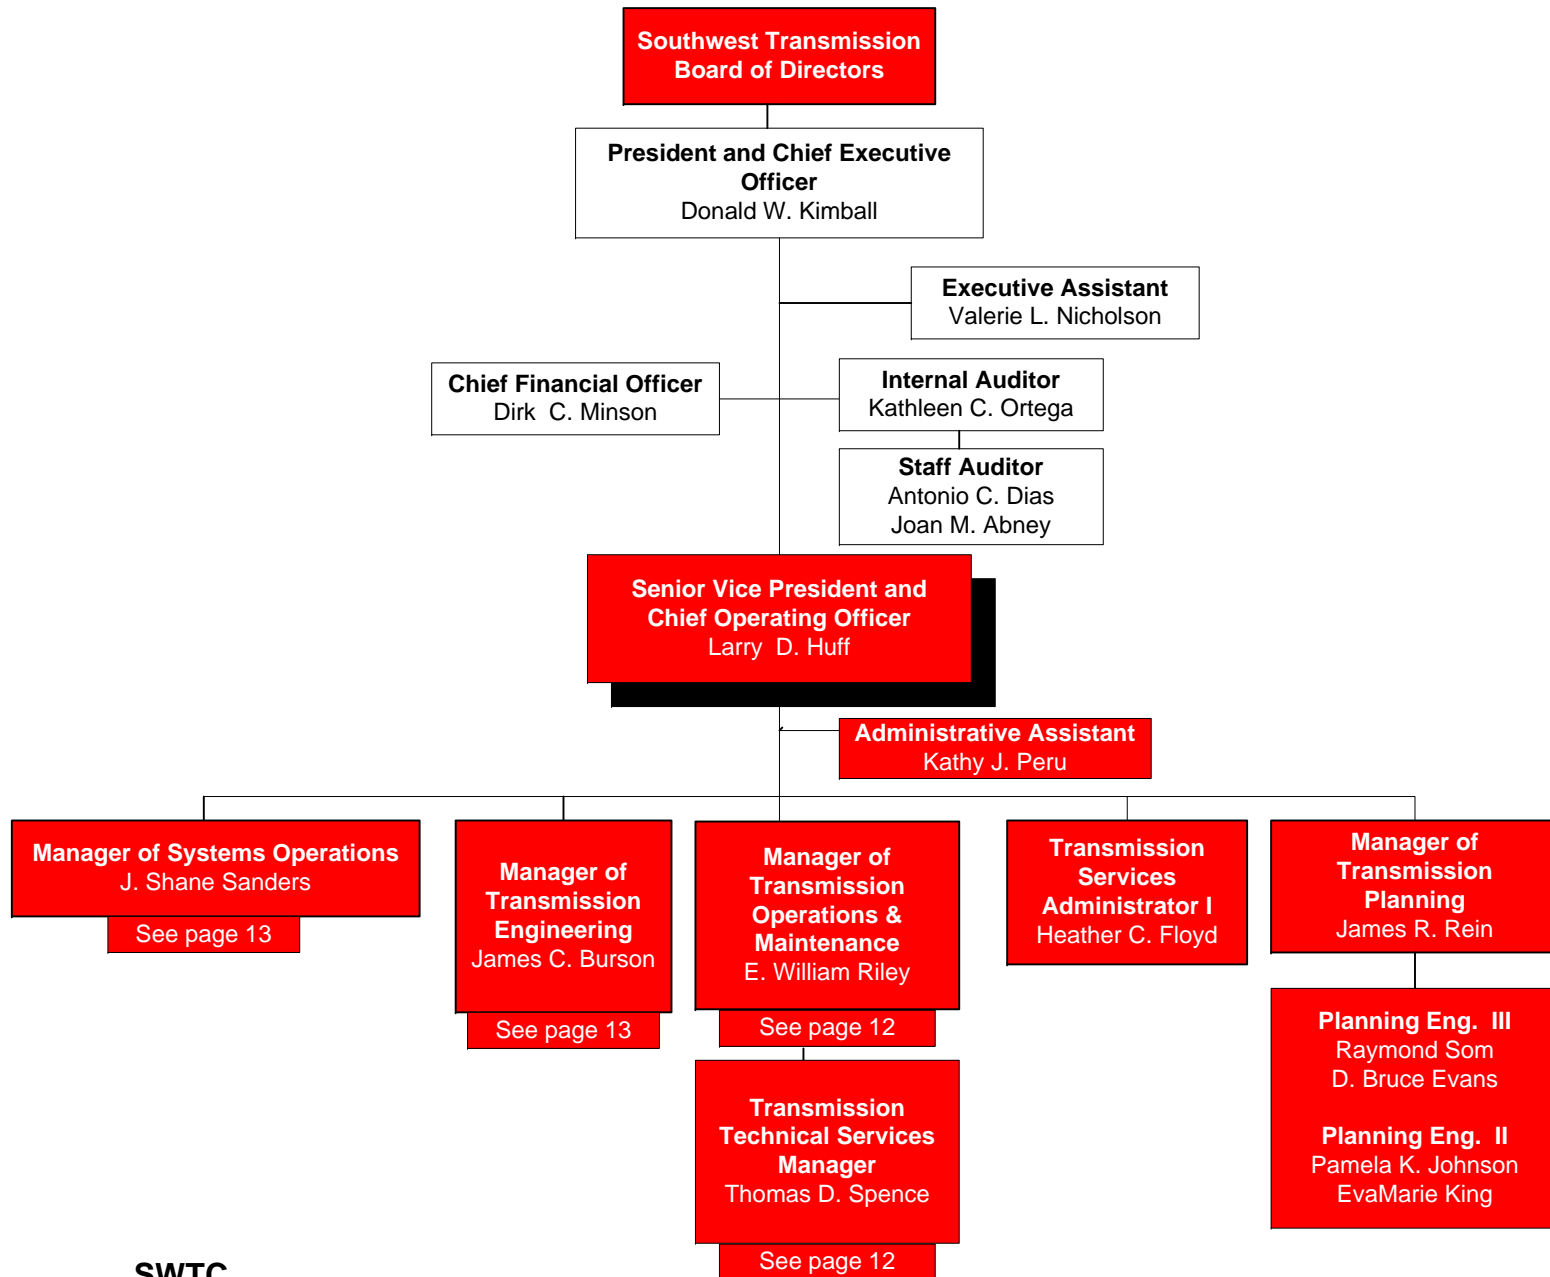 Southwest Transmission
Board of Directors
President and Chief Executive
Officer
Donald W. Kimball
Executive Assistant
Valerie L. Nicholson
Chief Financial Officer
Dirk C. Minson
Internal Auditor
Kathleen C. Ortega
Staff Auditor
Antonio C. Dias
Joan M. Abney
Senior Vice President and
Chief Operating Officer
Larry D. Huff
Administrative Assistant
Kathy J. Peru
Manager of Systems Operations
J. Shane Sanders
See page 13
Manager of
Transmission
Engineering
James C. Burson
See page 13
Manager of
Transmission
Operations &
Maintenance
E. William Riley
See page 12
Transmission
Technical Services
Manager
Thomas D. Spence
See page 12
Transmission
Services
Administrator I
Heather C. Floyd
Manager of
Transmission
Planning
James R. Rein
Planning Eng. III
Raymond Som
D. Bruce Evans
Planning Eng. II
Pamela K. Johnson
EvaMarie King
SWTC